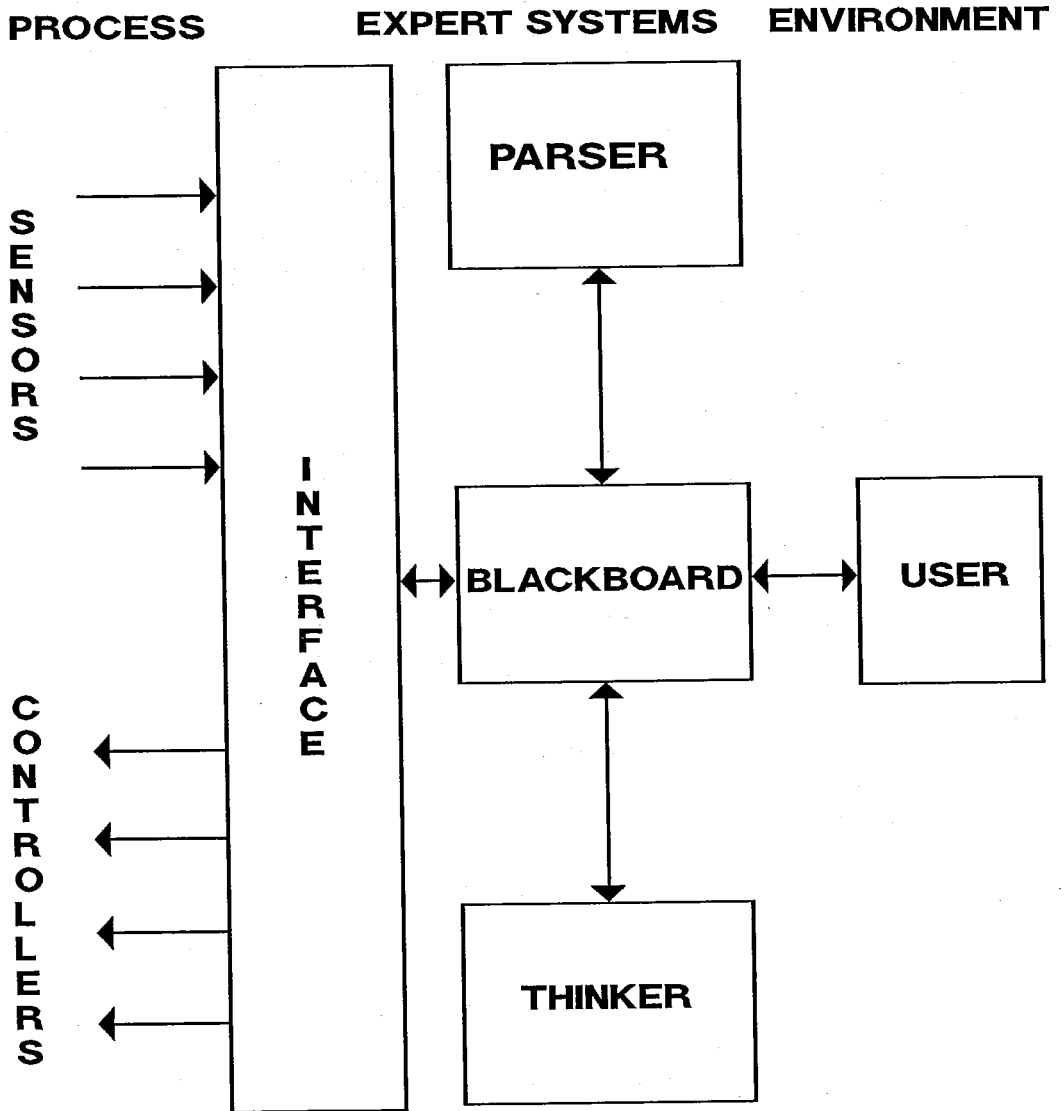 PROCESS EXPERT SYSTEMS ENVIRONMENT
PARSER
SENSORS
INTERFACE
BLACKBOARD
USER
CONTROLLERS
THINKER